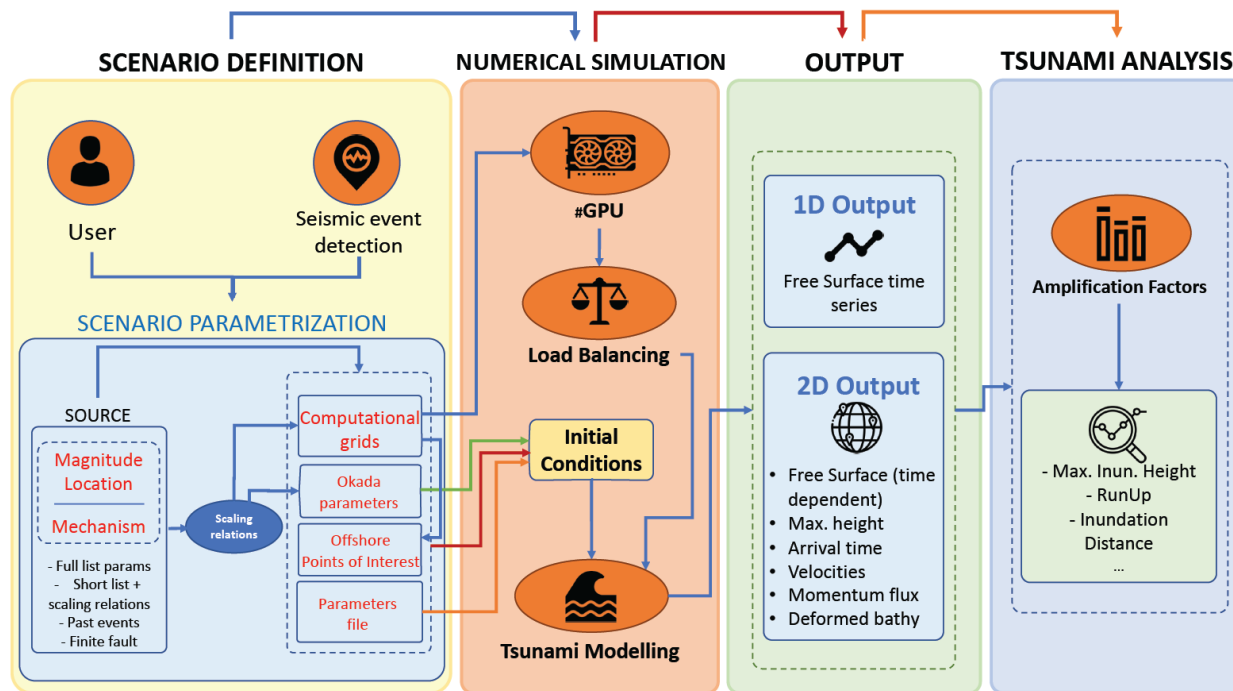 SCENARIO DEFINITION
User
Seismic event
detection
SCENARIO PARAMETRIZATION
SOURCE
Magnitude
Location
Mechanism
- Full list params
- Short list +
scaling relations
- Past events
- Finite fault
Scaling
relations
Computational
grids
Okada
parameters
Offshore
Points of Interest
Parameters
file
NUMERICAL SIMULATION
#GPU
Load Balancing
Initial
Conditions
Tsunami Modelling
OUTPUT
1D Output
Free Surface time
series
2D Output
• Free Surface (time
dependent)
• Max. height
• Arrival time
• Velocities
• Momentum flux
• Deformed bathy
TSUNAMI ANALYSIS
Amplification Factors
- Max. Inun. Height
- RunUp
- Inundation
Distance
...